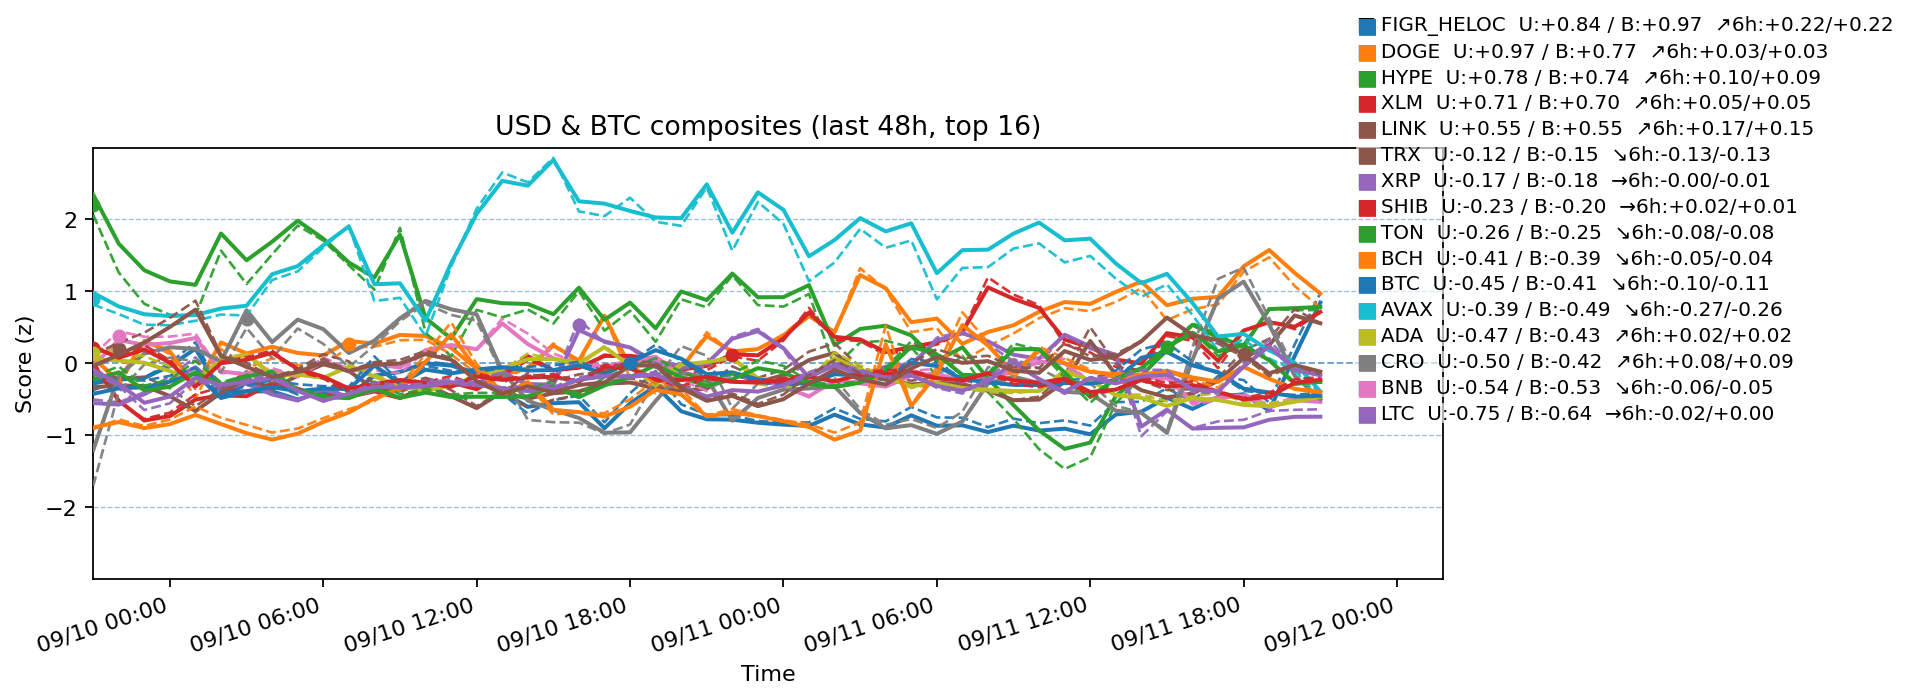 FIGR_HELOC U:+0.84 / B:+0.97 ↗6h:+0.22/+0.22
DOGE U:+0.97 / B:+0.77 ↗6h:+0.03/+0.03
HYPE U:+0.78 / B:+0.74 ↗6h:+0.10/+0.09
XLM U:+0.71 / B:+0.70 ↗6h:+0.05/+0.05
LINK U:+0.55 / B:+0.55 ↗6h:+0.17/+0.15
TRX U:-0.12 / B:-0.15 ↘6h:-0.13/-0.13
XRP U:-0.17 / B:-0.18 →6h:-0.00/-0.01
SHIB U:-0.23 / B:-0.20 →6h:+0.02/+0.01
TON U:-0.26 / B:-0.25 ↘6h:-0.08/-0.08
BCH U:-0.41 / B:-0.39 ↘6h:-0.05/-0.04
BTC U:-0.45 / B:-0.41 ↘6h:-0.10/-0.11
AVAX U:-0.39 / B:-0.49 ↘6h:-0.27/-0.26
ADA U:-0.47 / B:-0.43 ↗6h:+0.02/+0.02
CRO U:-0.50 / B:-0.42 ↗6h:+0.08/+0.09
BNB U:-0.54 / B:-0.53 ↘6h:-0.06/-0.05
LTC U:-0.75 / B:-0.64 →6h:-0.02/+0.00
USD & BTC composites (last 48h, top 16)
Score (z)
2
1
0
−1
−2
09/10 00:00
09/10 06:00
09/10 12:00
09/10 18:00
09/11 00:00
09/11 06:00
09/11 12:00
09/11 18:00
09/12 00:00
Time